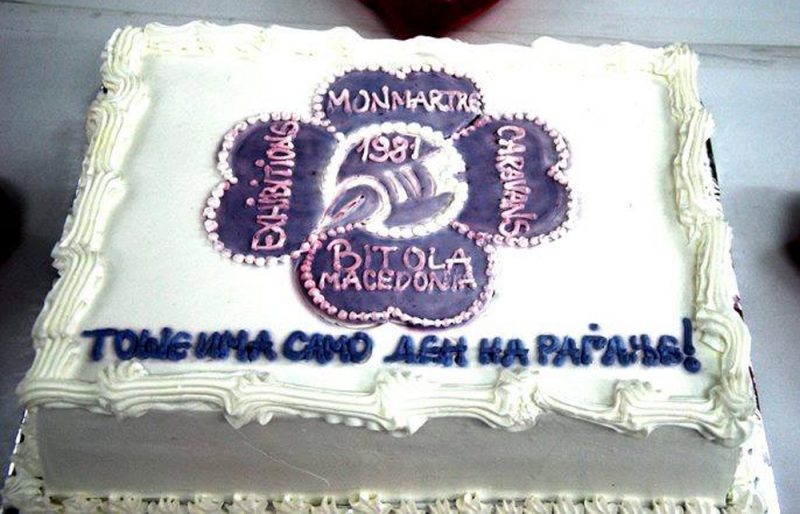 MONMARTRE
EXHIBITIONS
1981
CARAVANS
BITOLA
MACEDONIA
ТОШЕ ИМА САМО ДЕН НА РАЃАЊЕ!